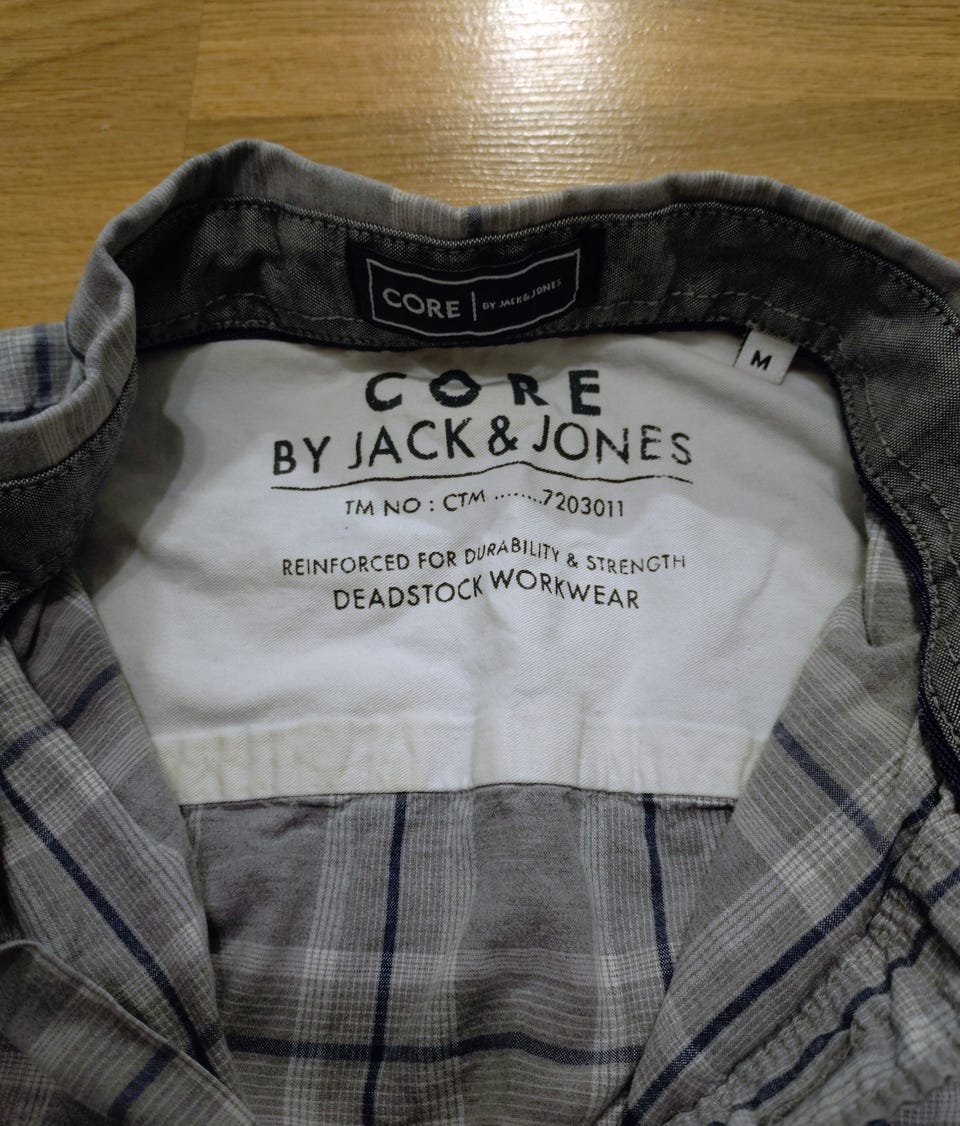 CORE | BY JACK & JONES
M
CORE
BY JACK & JONES
TM NO : CTM ........7203011
REINFORCED FOR DURABILITY & STRENGTH
DEADSTOCK WORKWEAR